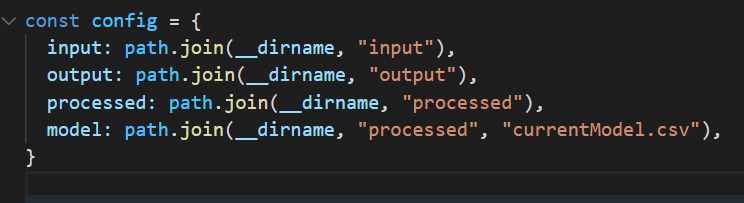 const config = {
  input: path.join(__dirname, "input"),
  output: path.join(__dirname, "output"),
  processed: path.join(__dirname, "processed"),
  model: path.join(__dirname, "processed", "currentModel.csv"),
}